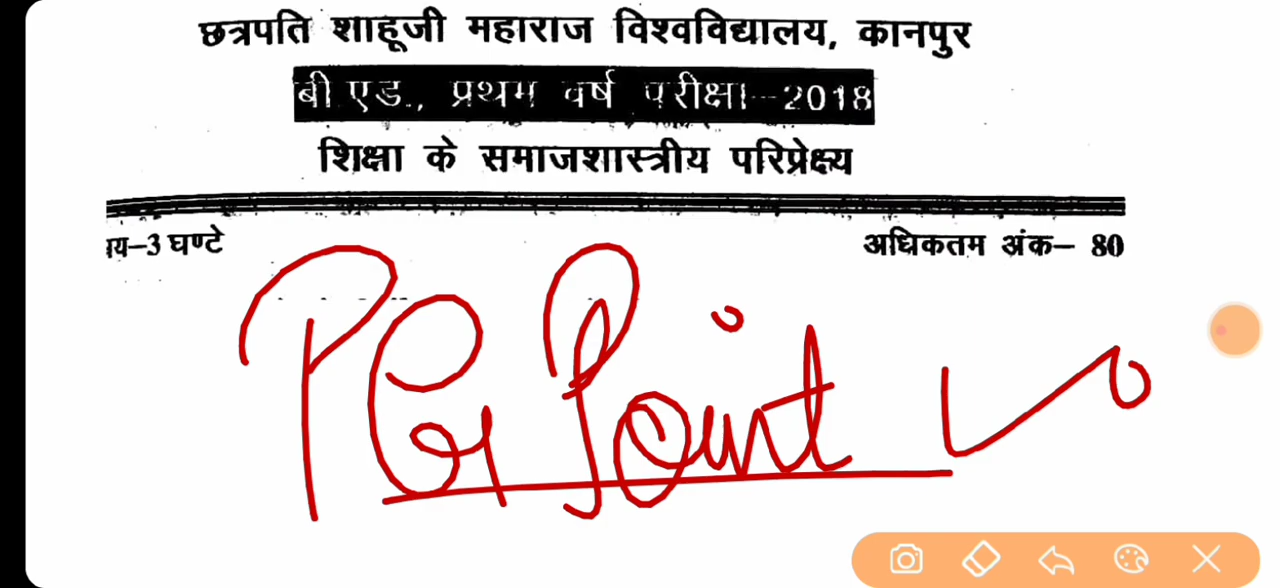 छत्रपति शाहूजी महाराज विश्वविद्यालय, कानपुर
बी एड., प्रथम वर्ष परीक्षा-2018
शिक्षा के समाजशास्त्रीय परिप्रेक्ष्य
य-3 घण्टे
अधिकतम अंक- 80
Point